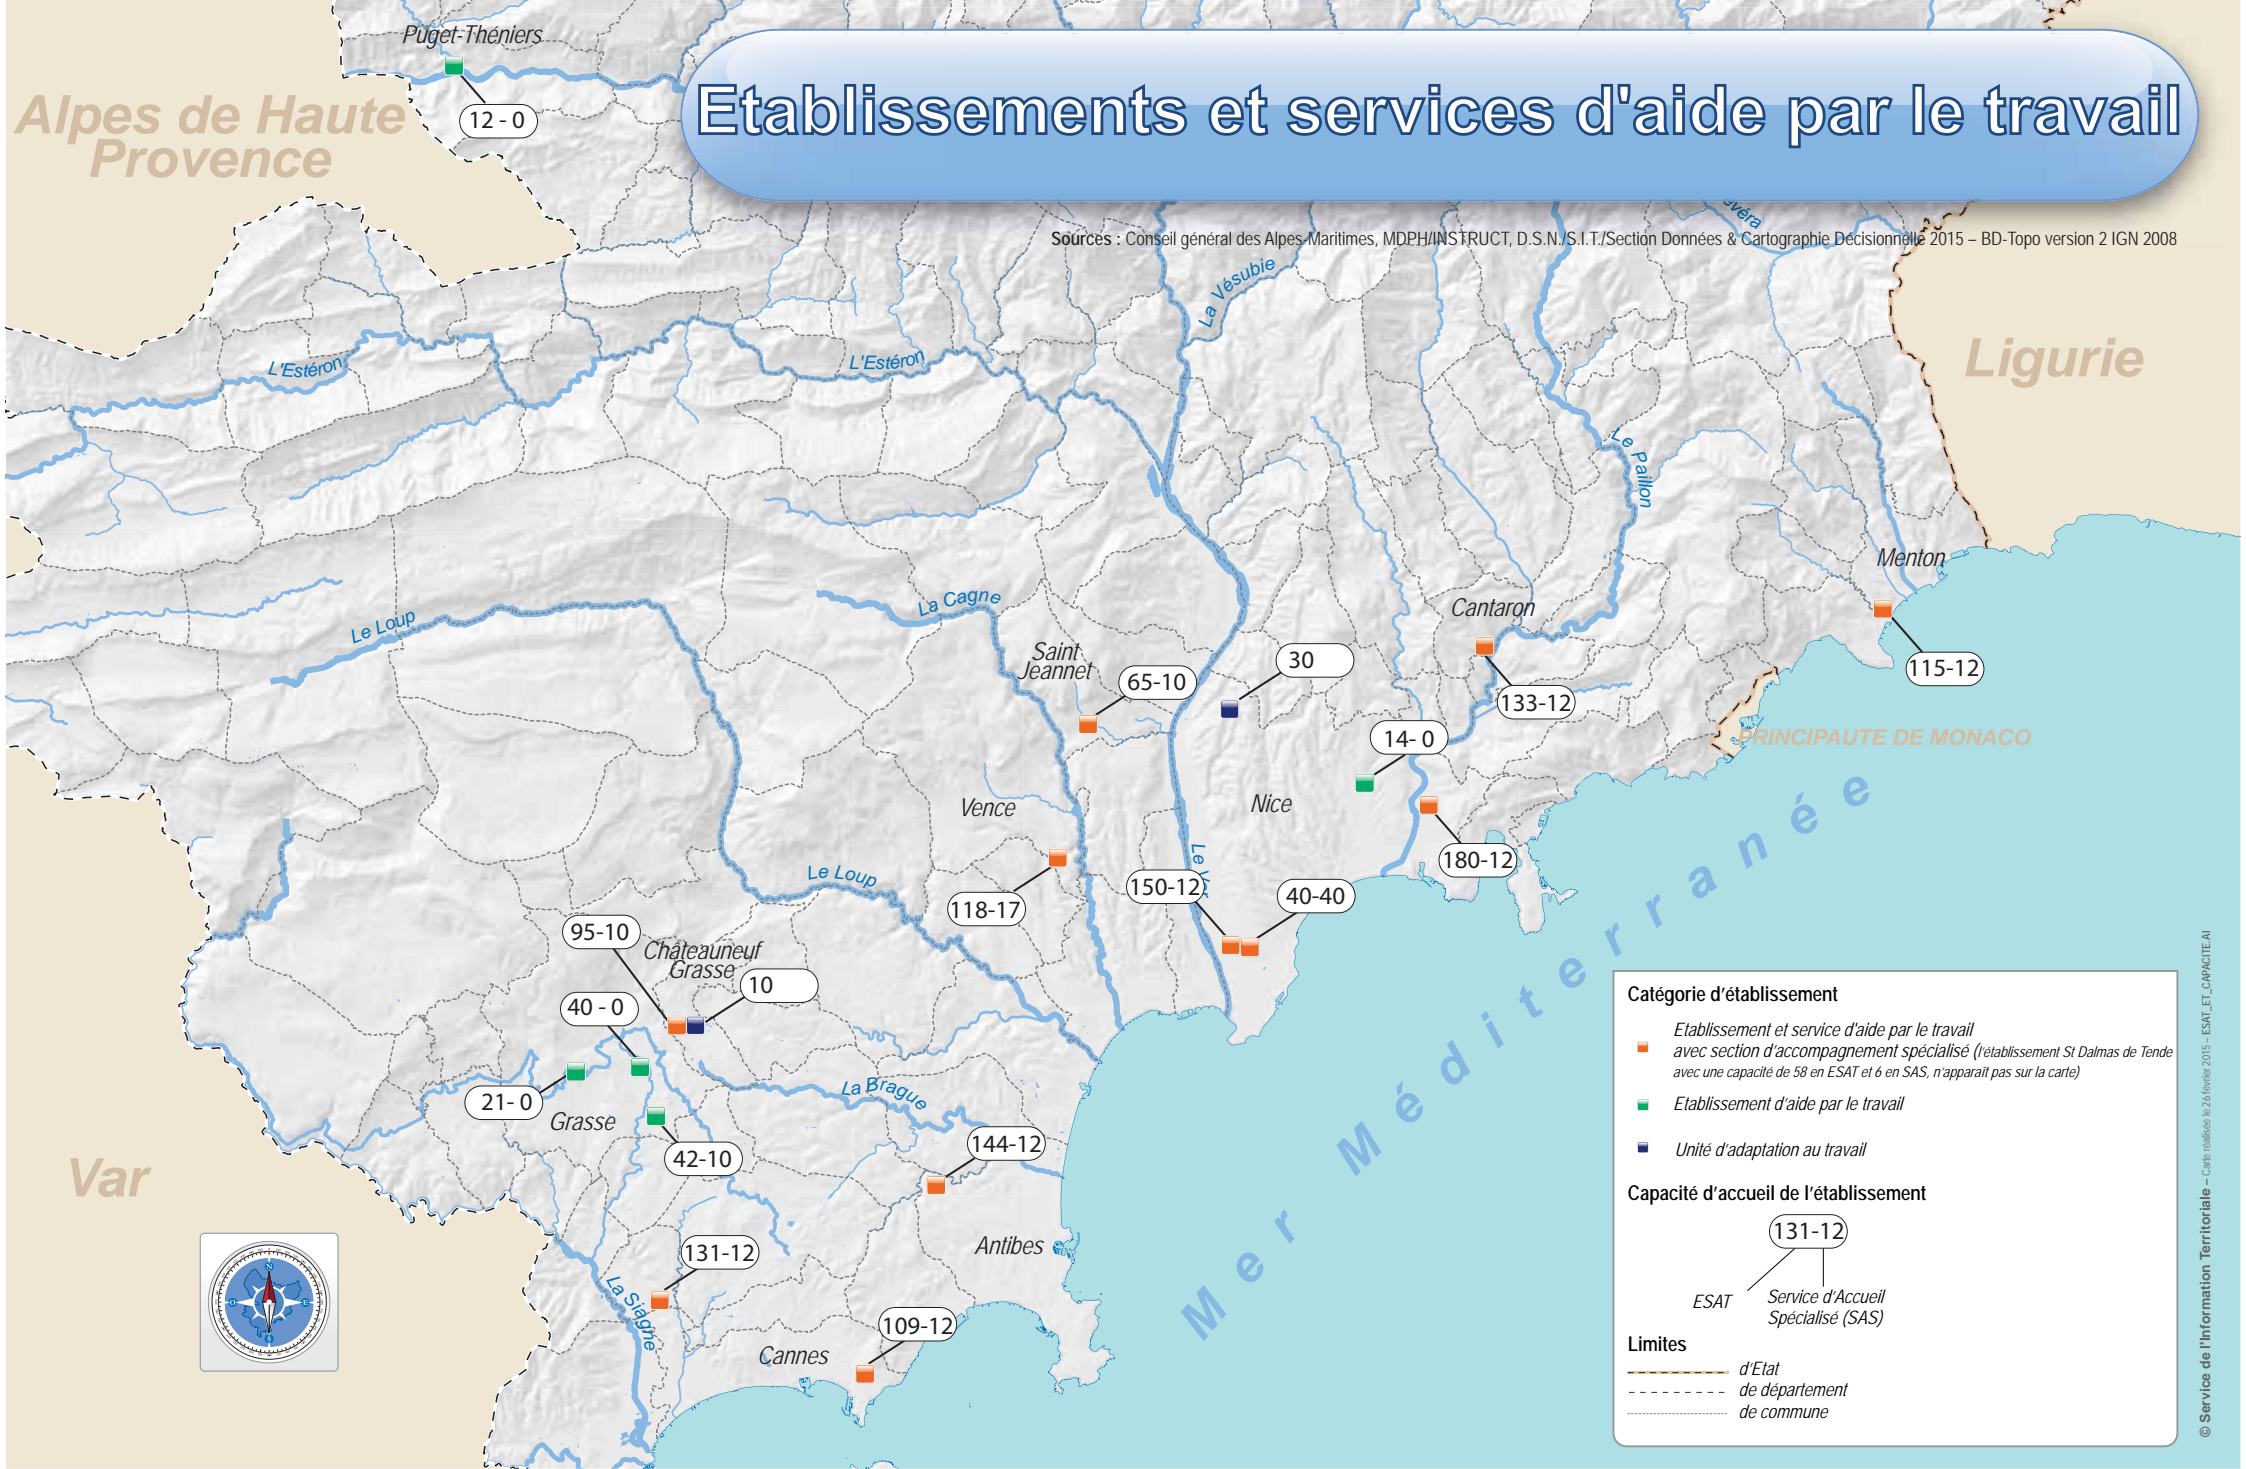 Puget-Théniers
12 - 0
Alpes de Haute
Provence
Etablissements et services d'aide par le travail
Sources : Conseil général des Alpes-Maritimes, MDPH/INSTRUCT, D.S.N./S.I.T./Section Données & Cartographie Décisionnelle 2015 – BD-Topo version 2 IGN 2008
La Vésubie
L'Estéron
L'Estéron
Ligurie
Le Paillon
Menton
115-12
Cantaron
133-12
La Cagne
Le Loup
Saint
Jeannet
65-10
30
14- 0
PRINCIPAUTE DE MONACO
Vence
Nice
180-12
Le Loup
118-17
150-12
40-40
95-10
Châteauneuf
Grasse
10
40 - 0
21- 0
Grasse
42-10
La Brague
144-12
Antibes
Var
131-12
La Siagne
109-12
Cannes
Mer Méditerranée
N
E
S
O
Catégorie d'établissement
Etablissement et service d'aide par le travail
avec section d'accompagnement spécialisé (l'établissement St Dalmas de Tende
avec une capacité de 58 en ESAT et 6 en SAS, n'apparaît pas sur la carte)
Etablissement d'aide par le travail
Unité d'adaptation au travail
Capacité d'accueil de l'établissement
131-12
ESAT
Service d'Accueil
Spécialisé (SAS)
Limites
d'Etat
de département
de commune
© Service de l'Information Territoriale – Carte réalisée le 26 février 2015 – ESAT_ET_CAPACITE.AI